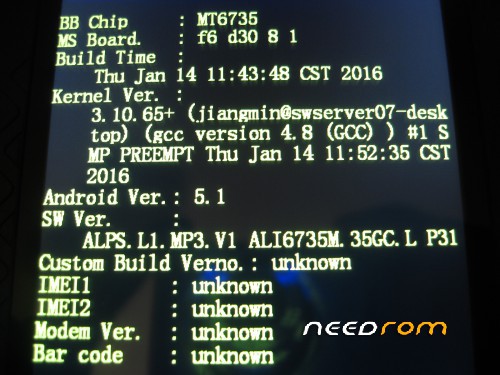 BB Chip : MT6735
MS Board. : f6 d30 8 1
Build Time :
Thu Jan 14 11:43:48 CST 2016
Kernel Ver. :
3.10.65+ (jiangmin@swserver07-desk
top) (gcc version 4.8 (GCC) ) #1 S
MP PREEMPT Thu Jan 14 11:52:35 CST
2016
Android Ver.: 5.1
SW Ver. :
ALPS.L1.MP3.V1 ALI6735M.35GC.L P31
Custom Build Verno.: unknown
IMEI1 : unknown
IMEI2 : unknown
Modem Ver. : unknown
Bar code : unknown
needrom